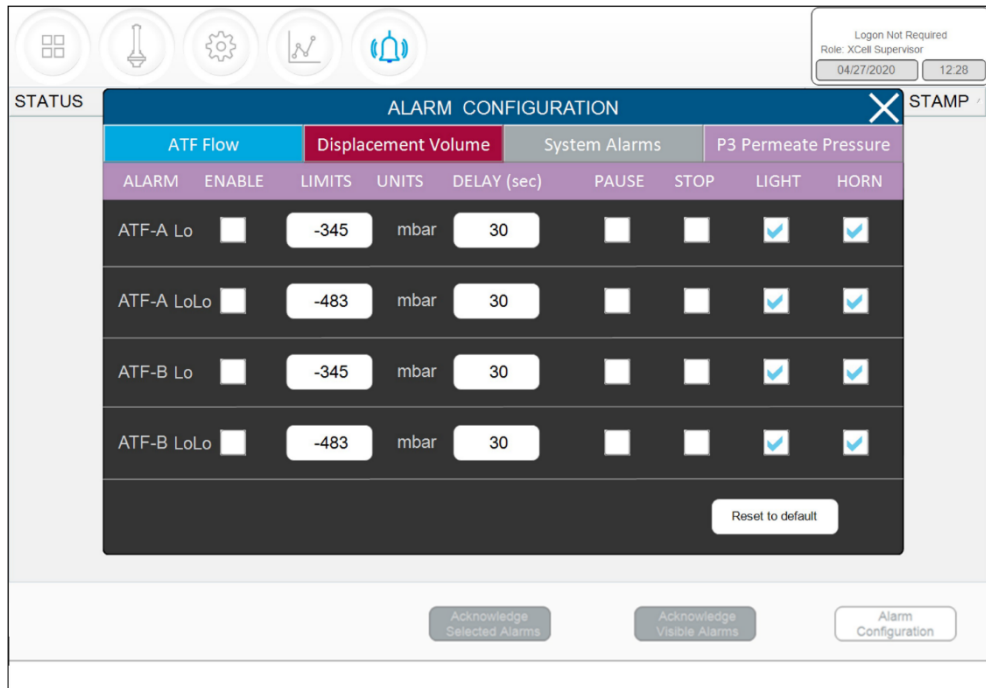 Logon Not Required
Role: XCell Supervisor
04/27/2020 12:28
STATUS STAMP
ALARM CONFIGURATION
ATF Flow Displacement Volume System Alarms P3 Permeate Pressure
ALARM ENABLE LIMITS UNITS DELAY (sec) PAUSE STOP LIGHT HORN
ATF-A Lo -345 mbar 30
ATF-A LoLo -483 mbar 30
ATF-B Lo -345 mbar 30
ATF-B LoLo -483 mbar 30
Reset to default
Acknowledge
Selected Alarms
Acknowledge
Visible Alarms
Alarm
Configuration